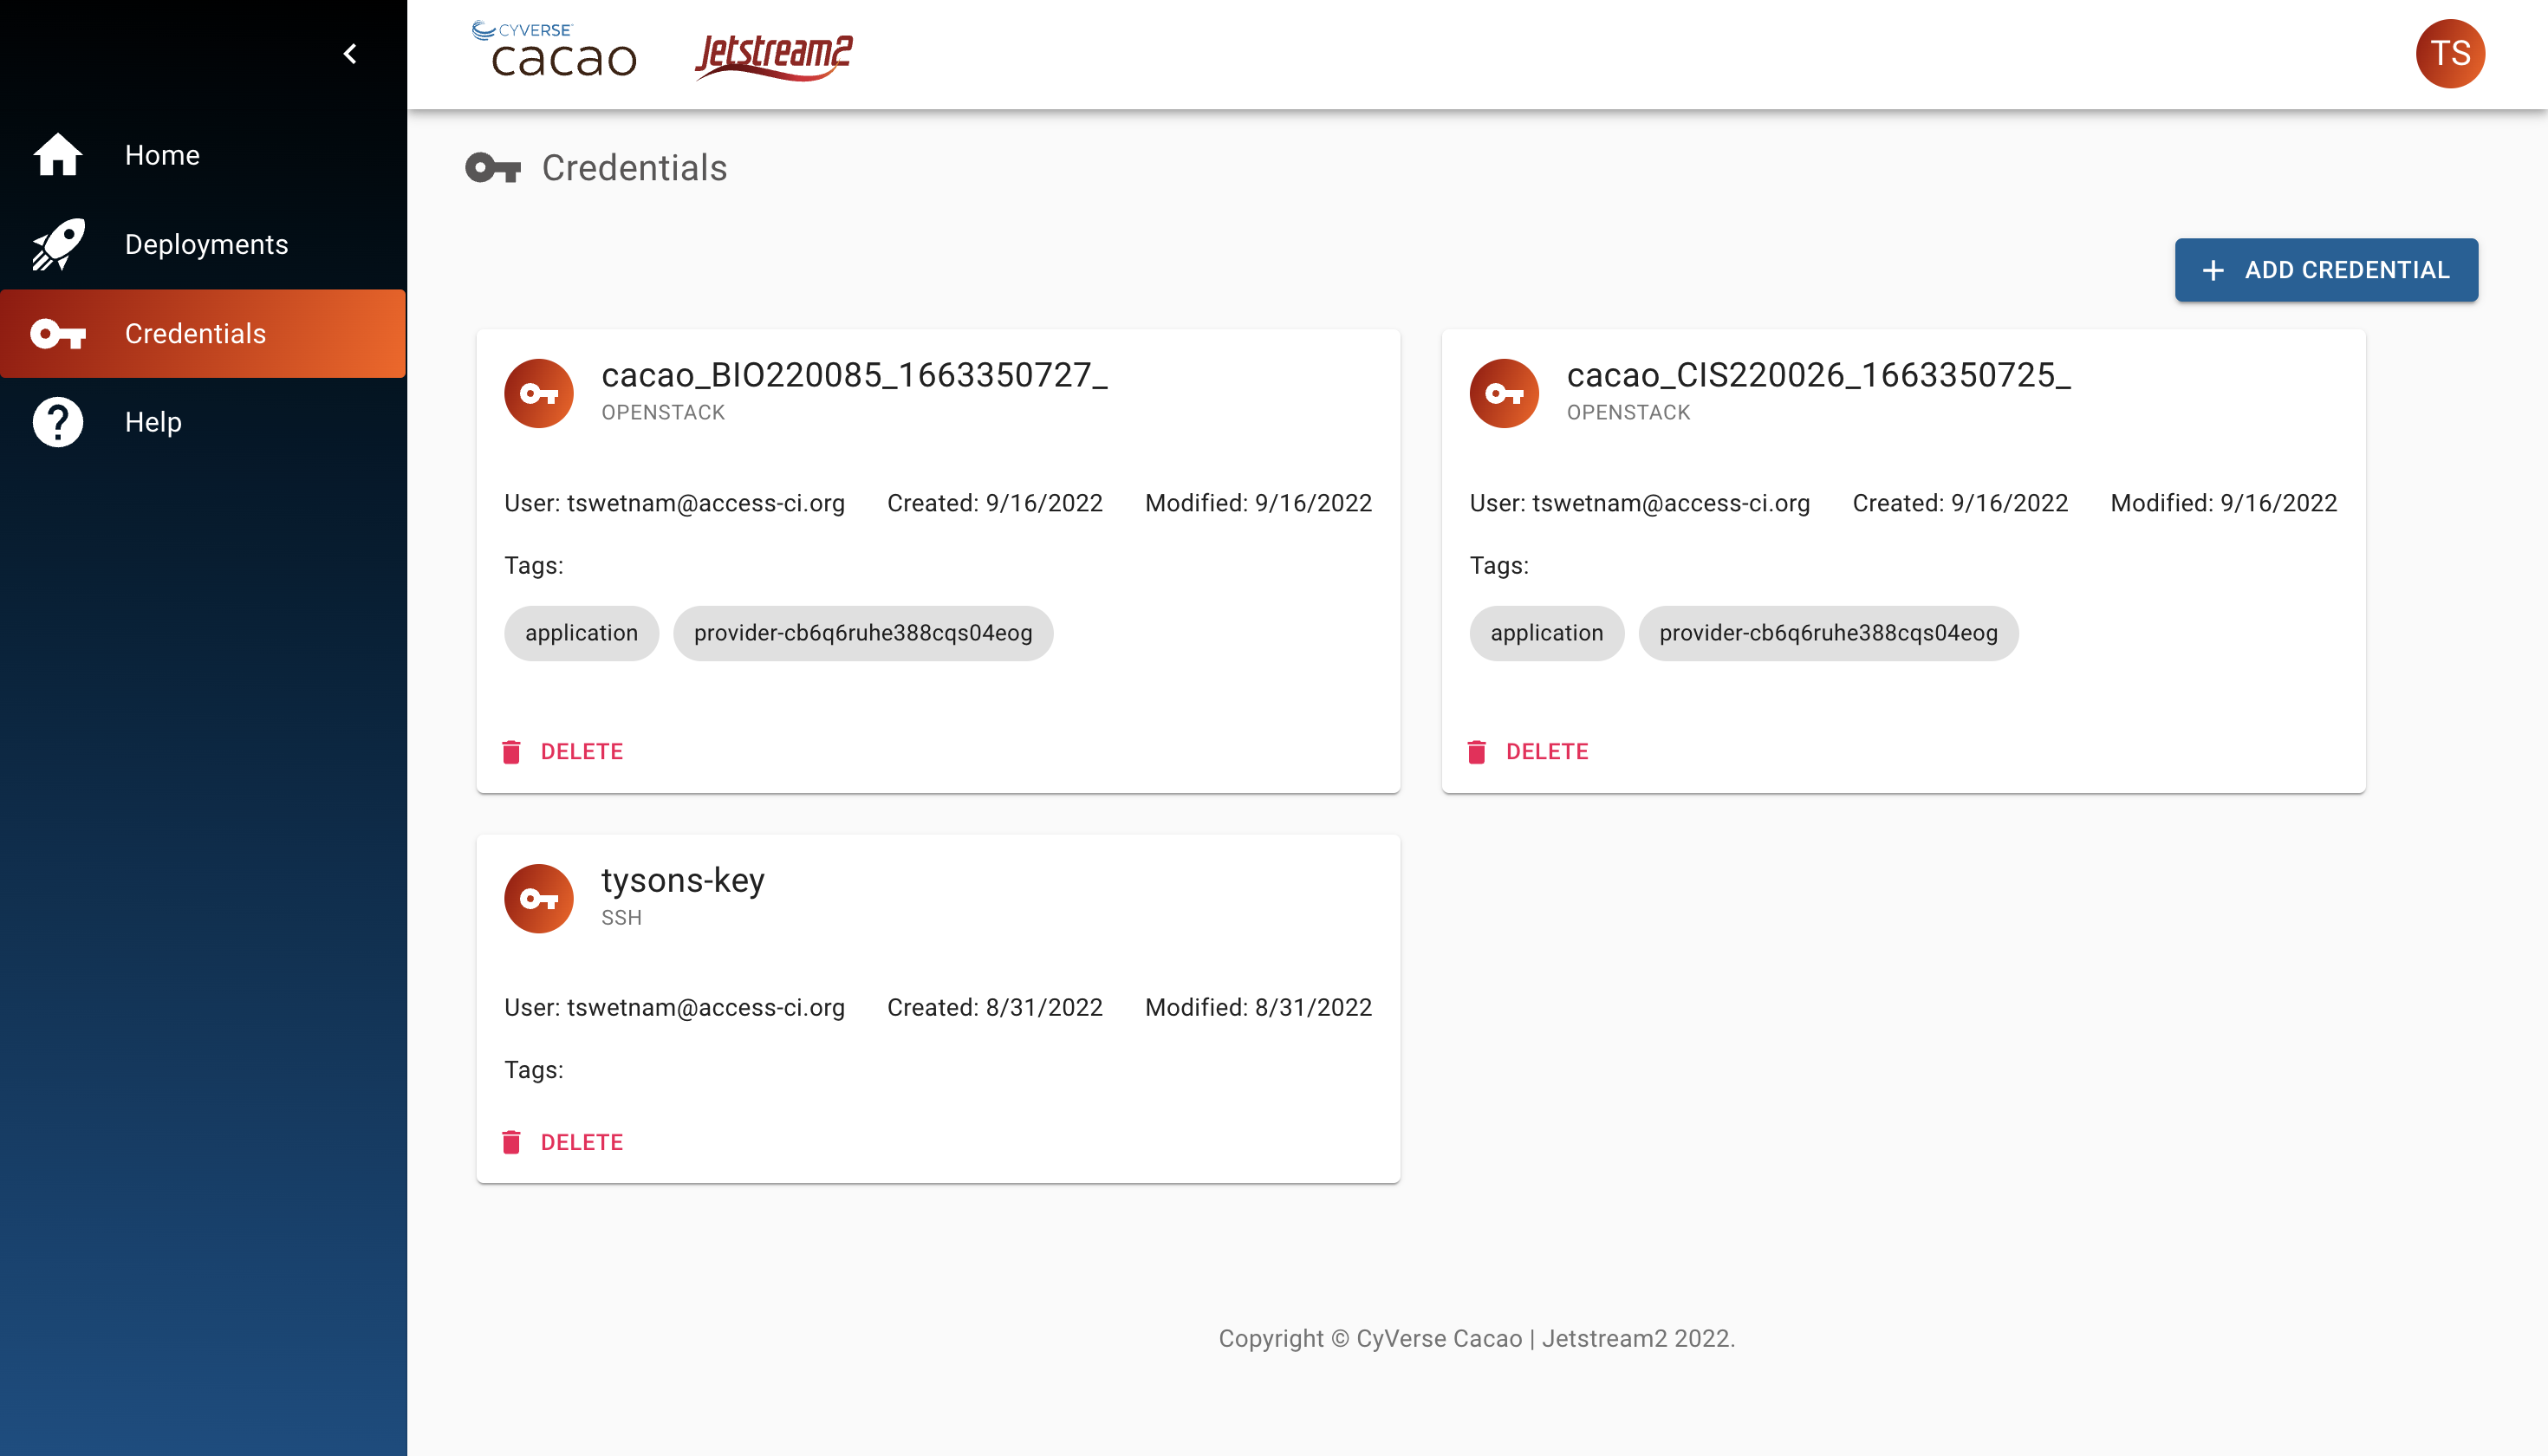 CYVERSE
cacao
Jetstream2
TS
Home
Deployments
Credentials
Help
Credentials
ADD CREDENTIAL
cacao_BIO220085_1663350727_
OPENSTACK
User: tswetnam@access-ci.org Created: 9/16/2022 Modified: 9/16/2022
Tags:
application provider-cb6q6ruhe388cqs04eog
DELETE
cacao_CIS220026_1663350725_
OPENSTACK
User: tswetnam@access-ci.org Created: 9/16/2022 Modified: 9/16/2022
Tags:
application provider-cb6q6ruhe388cqs04eog
DELETE
tysons-key
SSH
User: tswetnam@access-ci.org Created: 8/31/2022 Modified: 8/31/2022
Tags:
DELETE
Copyright © CyVerse Cacao | Jetstream2 2022.